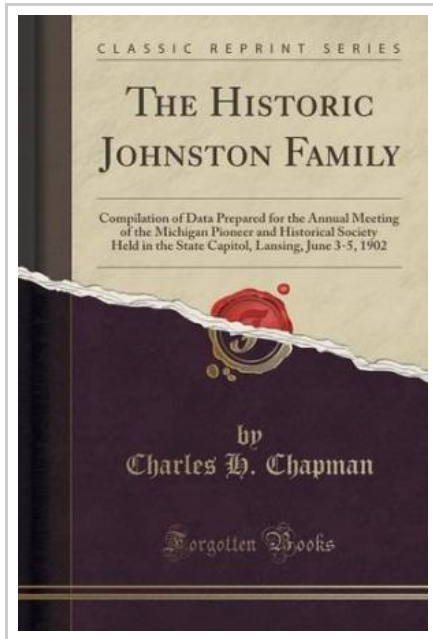 CLASSIC REPRINT SERIES
THE HISTORIC
JOHNSTON FAMILY
Compilation of Data Prepared for the Annual Meeting
of the Michigan Pioneer and Historical Society
Held in the State Capitol, Lansing, June 3-5, 1902
by
Charles H. Chapman
Forgotten Books